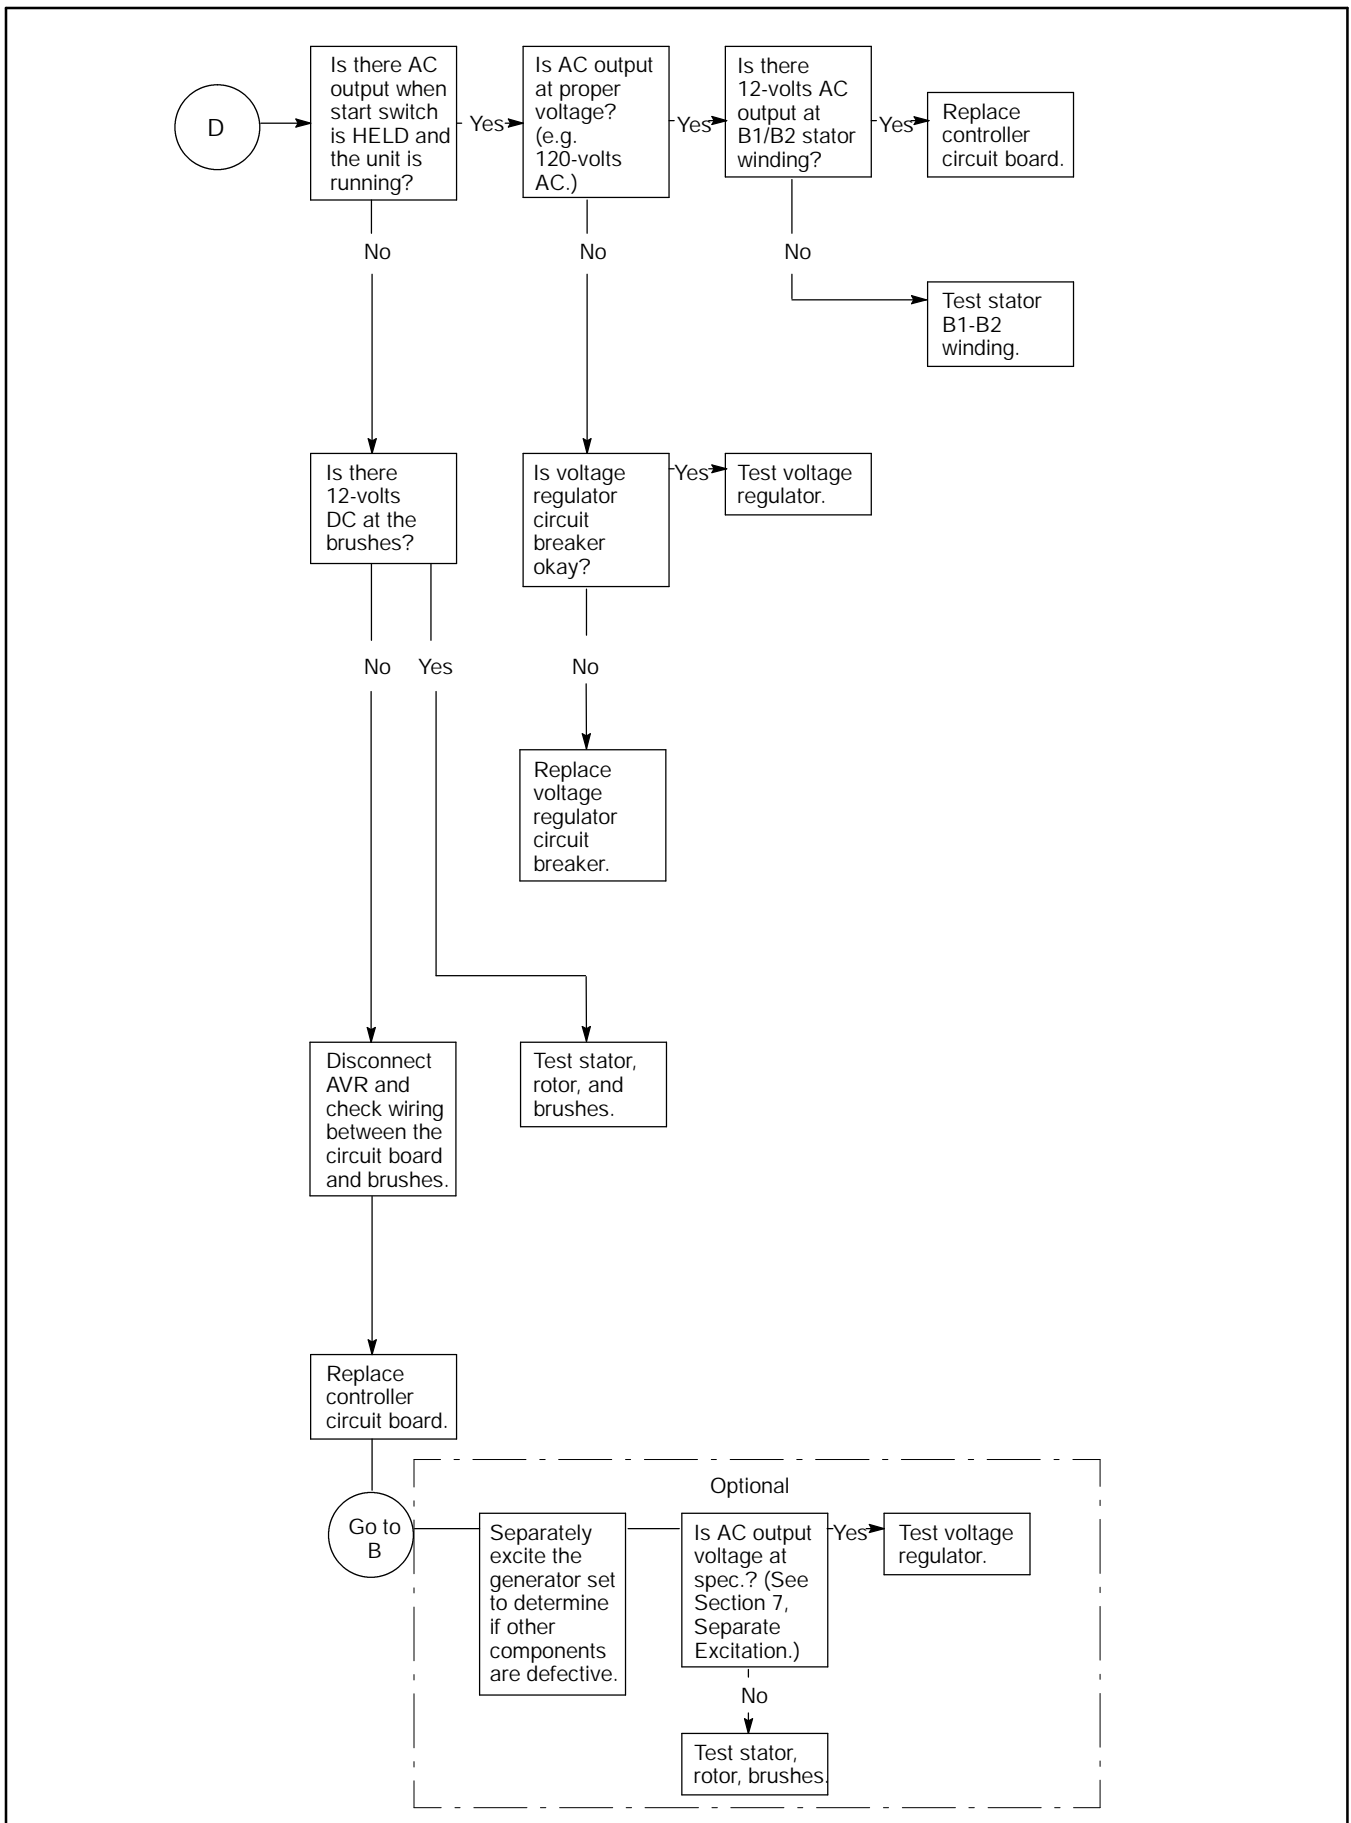 D
Is there AC
output when
start switch
is HELD and
the unit is
running?
Yes
Is AC output
at proper
voltage?
(e.g.
120-volts
AC.)
Yes
Is there
12-volts AC
output at
B1/B2 stator
winding?
Yes
Replace
controller
circuit board.
No
No
No
Test stator
B1-B2
winding.
Is there
12-volts
DC at the
brushes?
Is voltage
regulator
circuit
breaker
okay?
Yes
Test voltage
regulator.
No
Yes
No
Replace
voltage
regulator
circuit
breaker.
Disconnect
AVR and
check wiring
between the
circuit board
and brushes.
Test stator,
rotor, and
brushes.
Replace
controller
circuit board.
Optional
Go to
B
Separately
excite the
generator set
to determine
if other
components
are defective.
Is AC output
voltage at
spec.? (See
Section 7,
Separate
Excitation.)
Yes
Test voltage
regulator.
No
Test stator,
rotor, brushes.